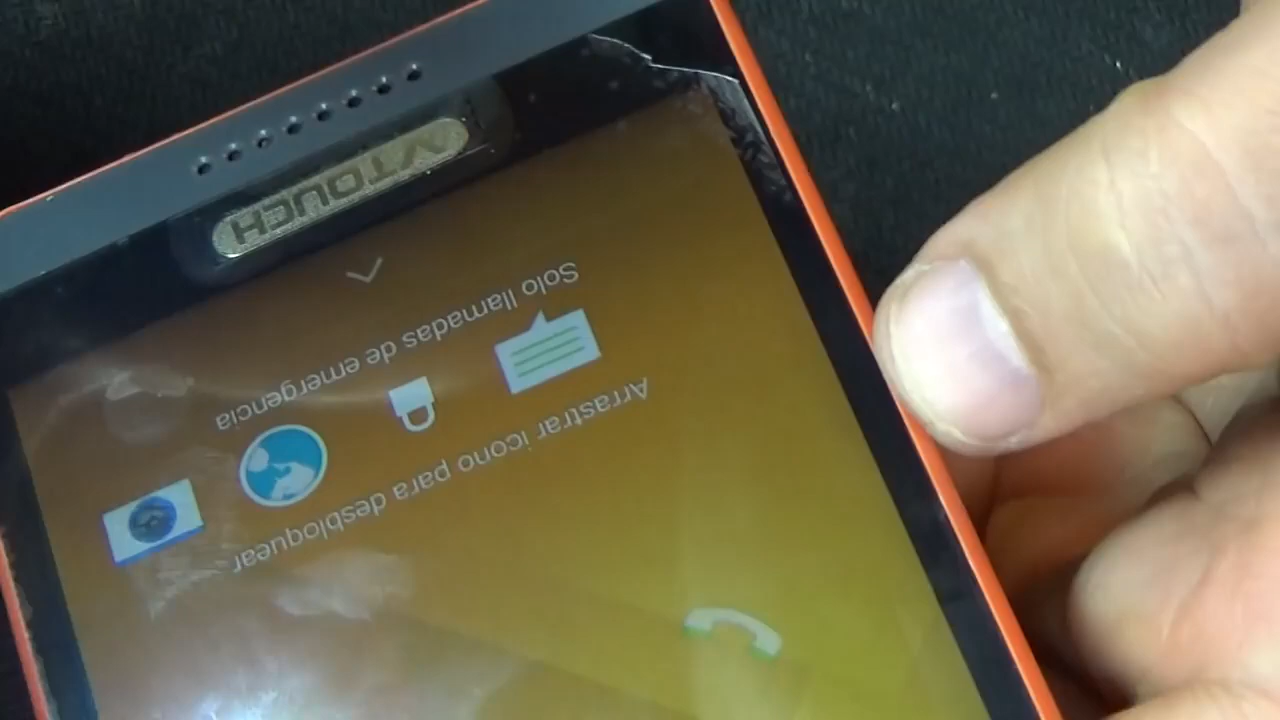 Arrastrar icono para desbloquear
Solo llamadas de emergencia
VTOUCH